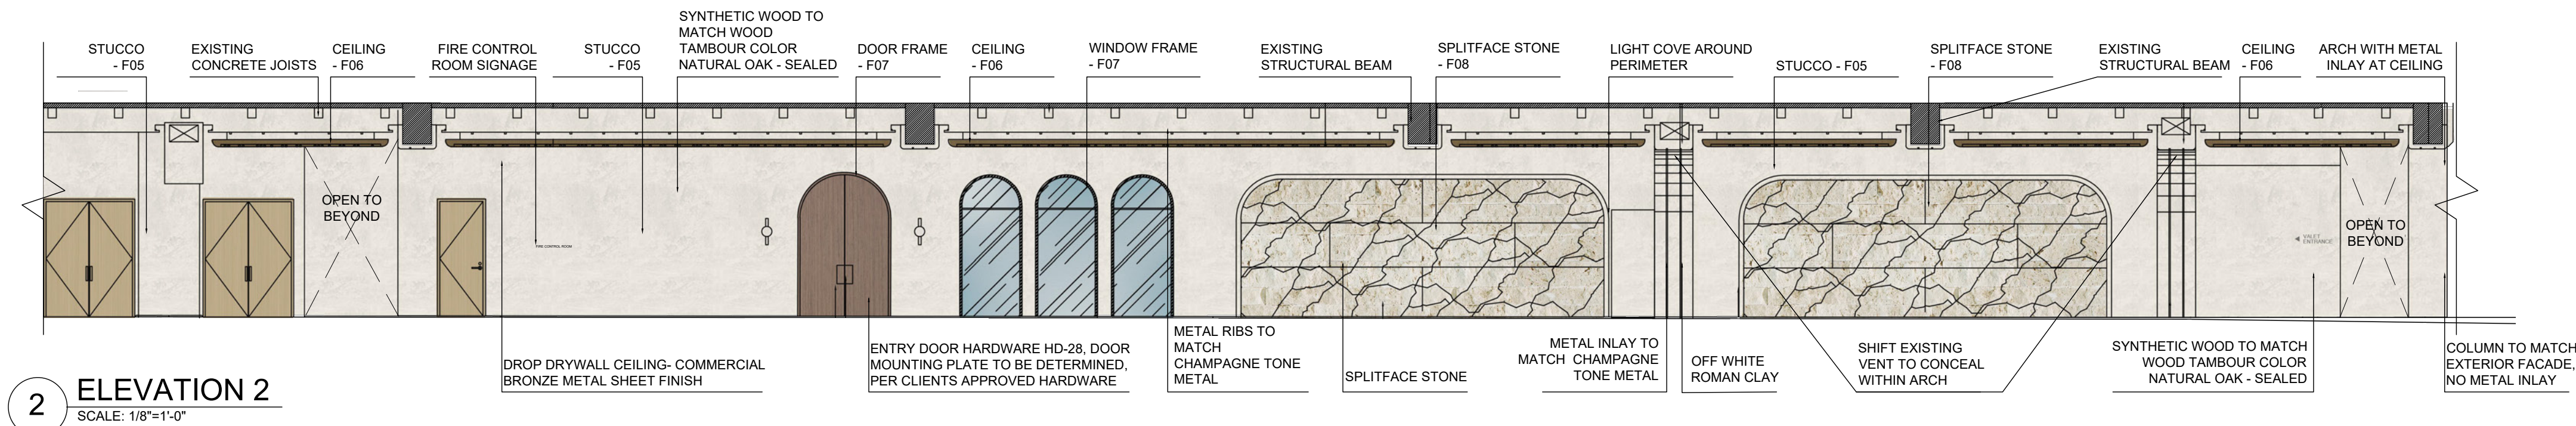 STUCCO
- F05
EXISTING
CONCRETE JOISTS
CEILING
- F06
FIRE CONTROL
ROOM SIGNAGE
STUCCO
- F05
SYNTHETIC WOOD TO
MATCH WOOD
TAMBOUR COLOR
NATURAL OAK - SEALED
DOOR FRAME
- F07
CEILING
- F06
WINDOW FRAME
- F07
EXISTING
STRUCTURAL BEAM
SPLITFACE STONE
- F08
LIGHT COVE AROUND
PERIMETER
STUCCO - F05
SPLITFACE STONE
- F08
EXISTING
STRUCTURAL BEAM
CEILING
- F06
ARCH WITH METAL
INLAY AT CEILING
OPEN TO
BEYOND
FIRE CONTROL ROOM
VALET
ENTRANCE
OPEN TO
BEYOND
DROP DRYWALL CEILING- COMMERCIAL
BRONZE METAL SHEET FINISH
ENTRY DOOR HARDWARE HD-28, DOOR
MOUNTING PLATE TO BE DETERMINED,
PER CLIENTS APPROVED HARDWARE
METAL RIBS TO
MATCH
CHAMPAGNE TONE
METAL
SPLITFACE STONE
METAL INLAY TO
MATCH CHAMPAGNE
TONE METAL
OFF WHITE
ROMAN CLAY
SHIFT EXISTING
VENT TO CONCEAL
WITHIN ARCH
SYNTHETIC WOOD TO MATCH
WOOD TAMBOUR COLOR
NATURAL OAK - SEALED
COLUMN TO MATCH
EXTERIOR FACADE,
NO METAL INLAY
2
ELEVATION 2
SCALE: 1/8"=1'-0"